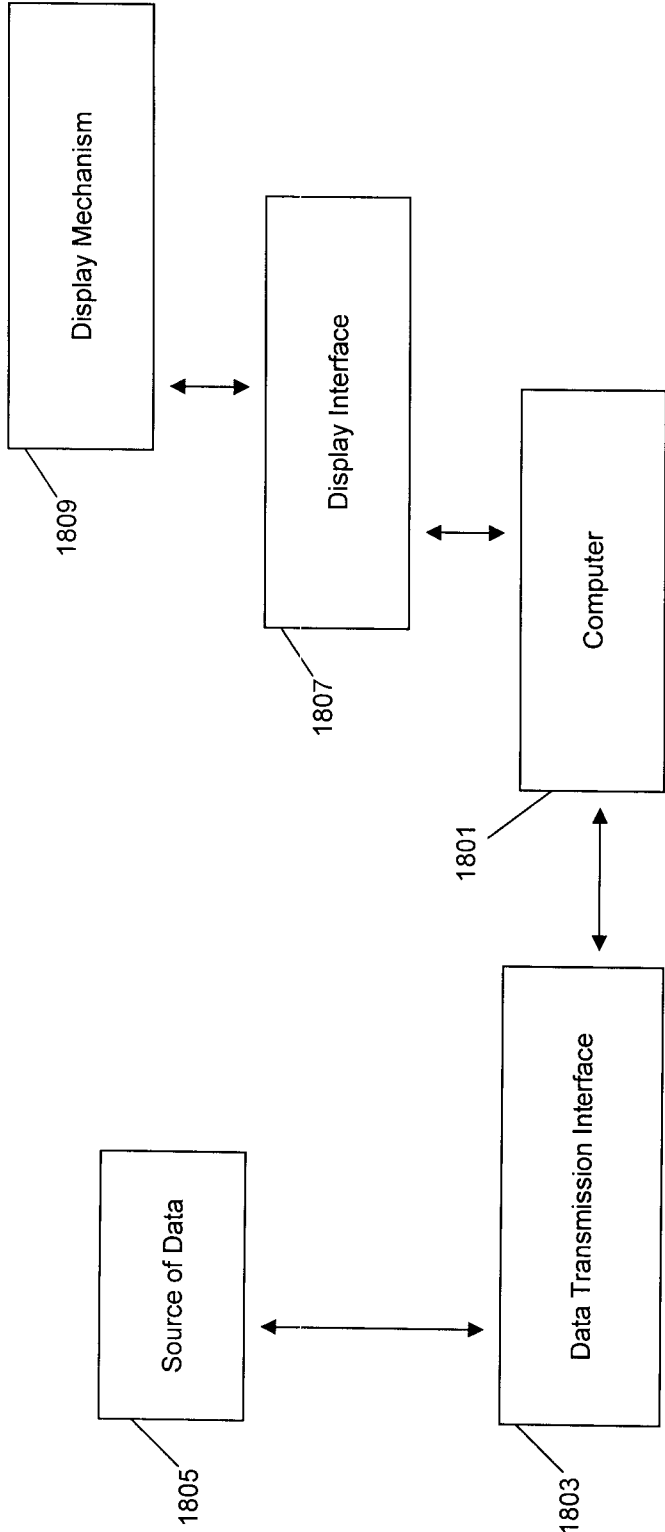 1805
Source of Data
1803
Data Transmission Interface
1801
Computer
1807
Display Interface
1809
Display Mechanism